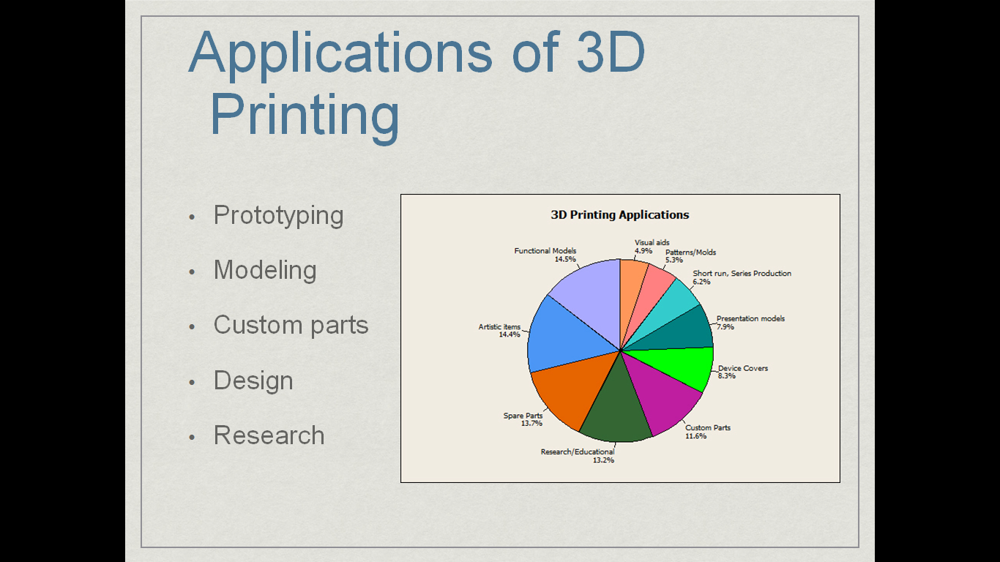 Applications of 3D
Printing
• Prototyping
• Modeling
• Custom parts
• Design
• Research
3D Printing Applications
Visual aids
4.9%
Patterns/Molds
5.3%
Short run, Series Production
6.2%
Presentation models
7.9%
Device Covers
8.3%
Custom Parts
11.6%
Research/Educational
13.2%
Spare Parts
13.7%
Artistic items
14.4%
Functional Models
14.5%